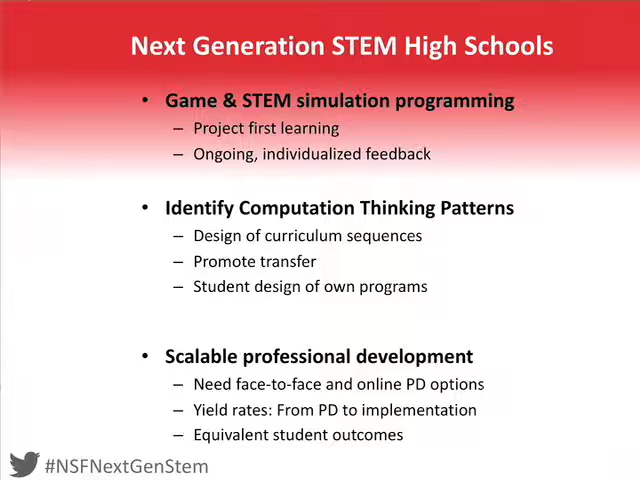 Next Generation STEM High Schools
• Game & STEM simulation programming
– Project first learning
– Ongoing, individualized feedback
• Identify Computation Thinking Patterns
– Design of curriculum sequences
– Promote transfer
– Student design of own programs
• Scalable professional development
– Need face-to-face and online PD options
– Yield rates: From PD to implementation
– Equivalent student outcomes
#NSFNextGenStem